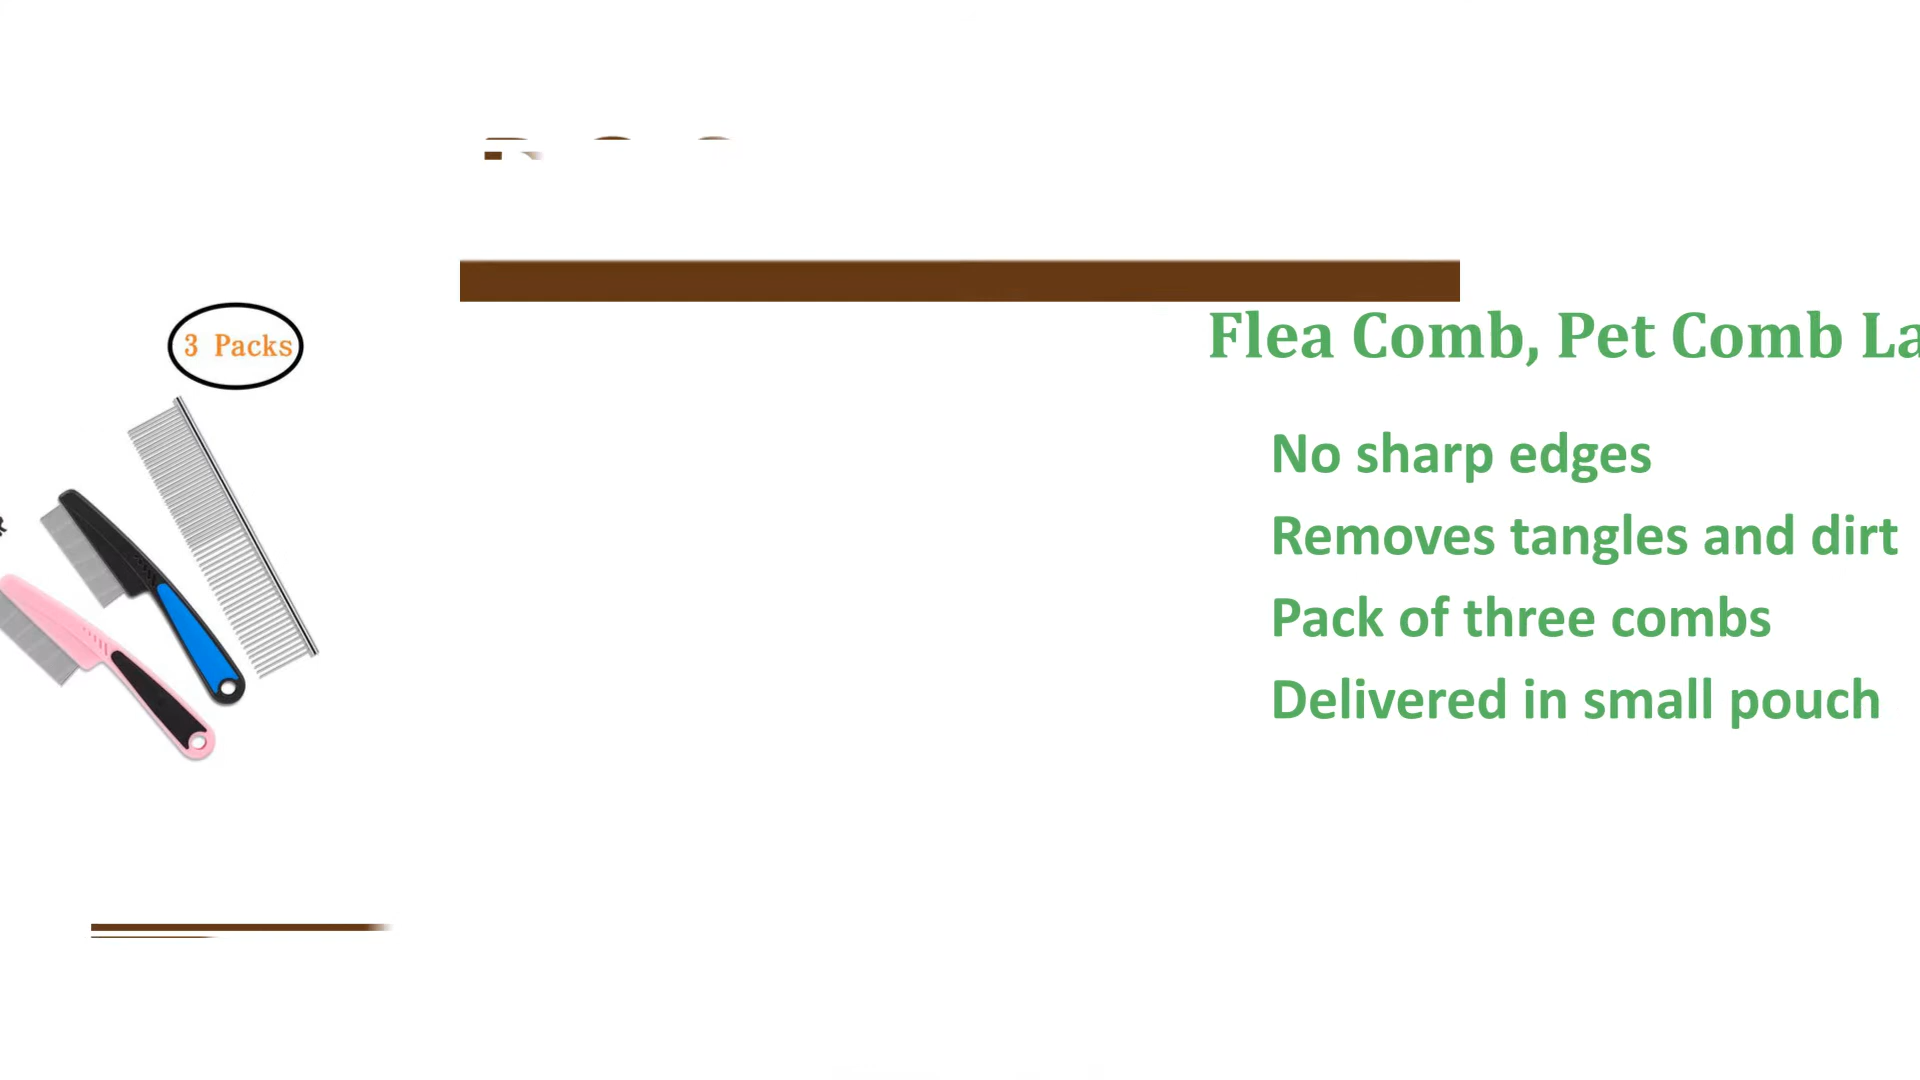 3 Packs
Flea Comb, Pet Comb La
No sharp edges
Removes tangles and dirt
Pack of three combs
Delivered in small pouch